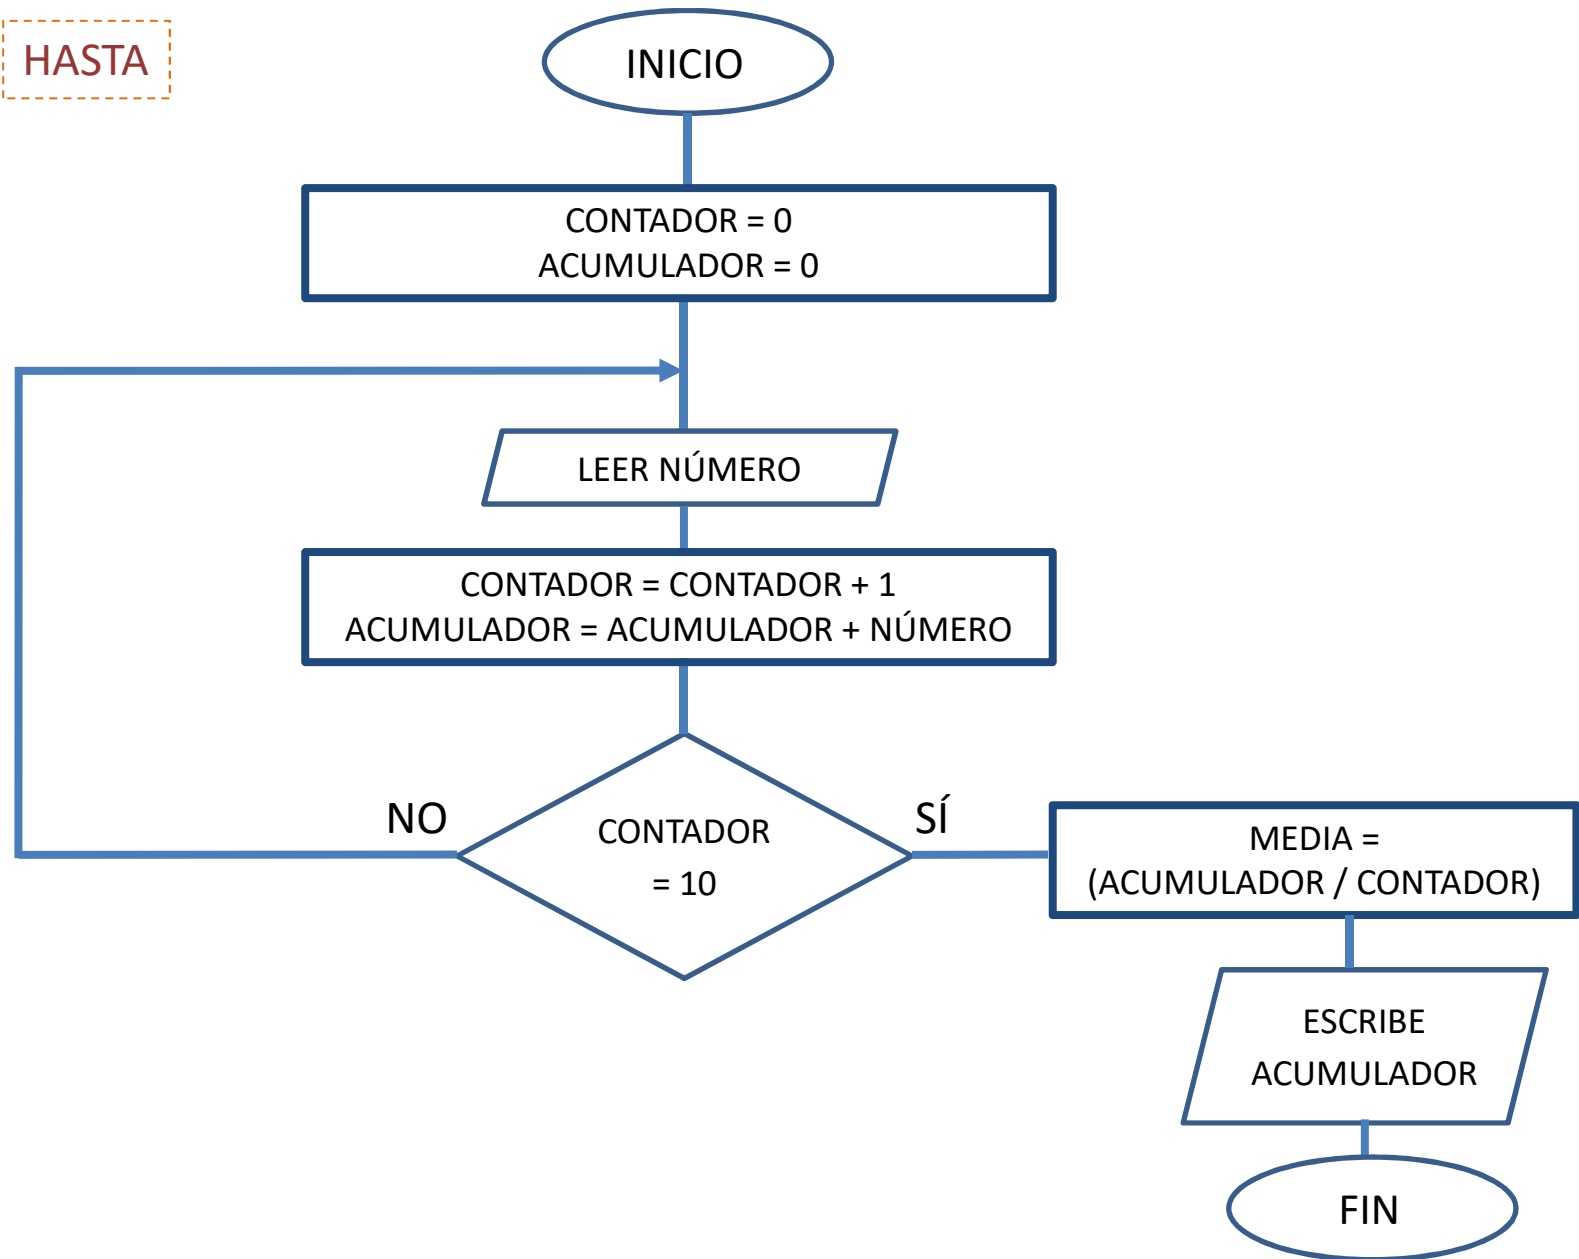 HASTA
INICIO
CONTADOR = 0
ACUMULADOR = 0
LEER NÚMERO
CONTADOR = CONTADOR + 1
ACUMULADOR = ACUMULADOR + NÚMERO
NO
CONTADOR
= 10
SÍ
MEDIA =
(ACUMULADOR / CONTADOR)
ESCRIBE
ACUMULADOR
FIN